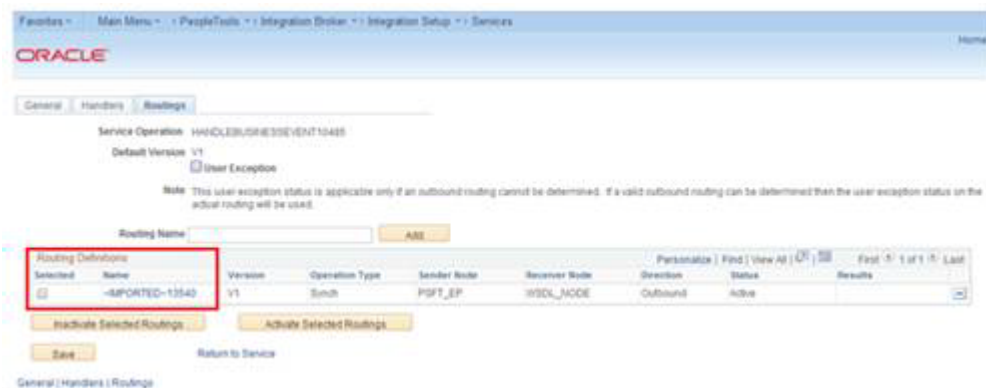 Favorites Main Menu > PeopleTools > Integration Broker > Integration Setup > Services
Home
ORACLE
General Handlers Routings
Service Operation HANDLEBUSINESSEVENT10485
Default Version V1
User Exception
Note This user exception status is applicable only if an outbound routing cannot be determined. If a valid outbound routing can be determined then the user exception status on the
actual routing will be used.
Routing Name Add
Routing Definitions Personalize | Find | View All | First 1 of 1 Last
Selected Name Version Operation Type Sender Node Receiver Node Direction Status Results
~IMPORTED~13540 V1 Synch PSFT_EP WSDL_NODE Outbound Active
Inactivate Selected Routings Activate Selected Routings
Save Return to Service
General | Handlers | Routings